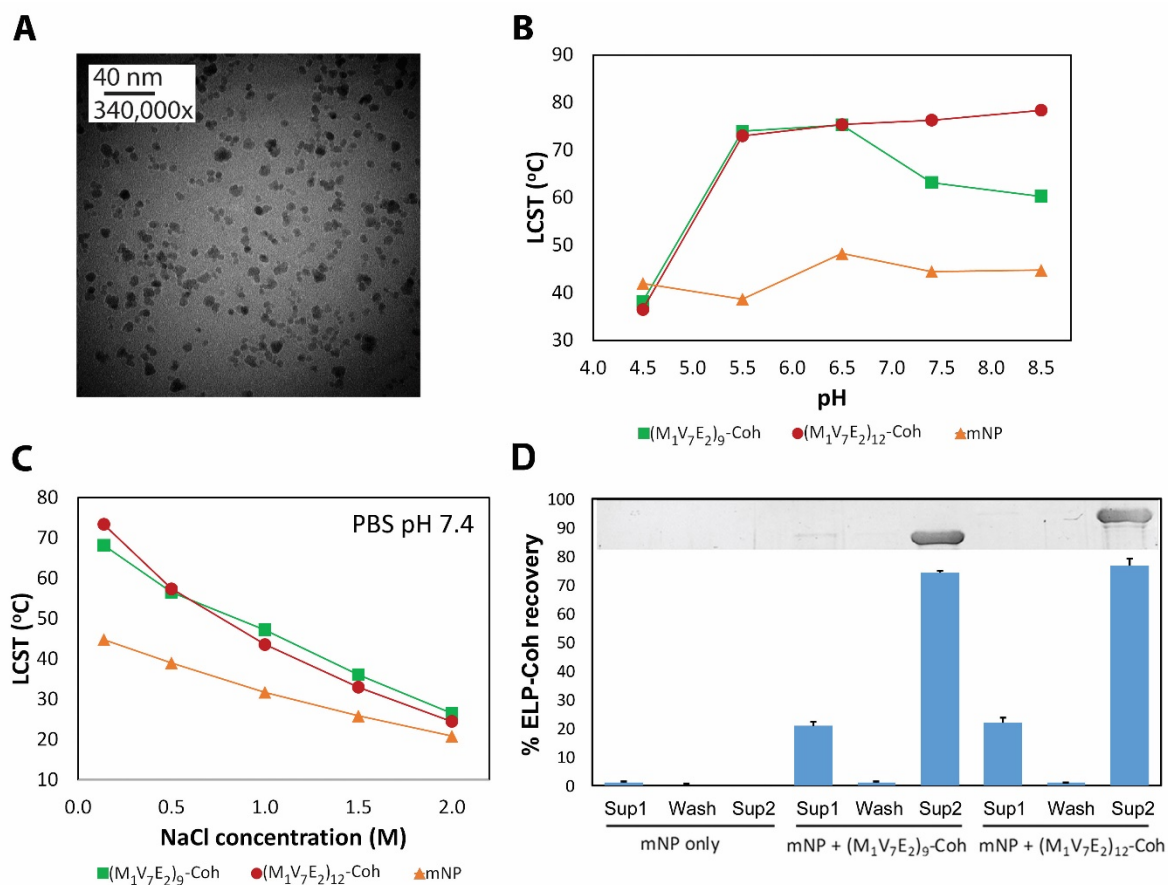 A
40 nm
340,000x
B
90
80
70
60
50
40
30
LCST (ºC)
4.0 4.5 5.0 5.5 6.0 6.5 7.0 7.5 8.0 8.5
pH
(M₁V₇E₂)₉-Coh (M₁V₇E₂)₁₂-Coh mNP
C
80
70
60
50
40
30
20
10
LCST (ºC)
PBS pH 7.4
0.0 0.5 1.0 1.5 2.0
NaCl concentration (M)
(M₁V₇E₂)₉-Coh (M₁V₇E₂)₁₂-Coh mNP
D
100
90
80
70
60
50
40
30
20
10
0
% ELP-Coh recovery
Sup1 Wash Sup2 Sup1 Wash Sup2 Sup1 Wash Sup2
mNP only mNP + (M₁V₇E₂)₉-Coh mNP + (M₁V₇E₂)₁₂-Coh